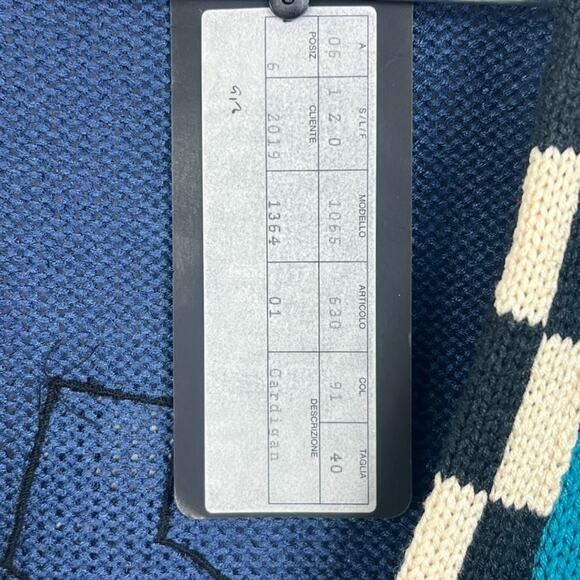 A S/L/F MODELLO ARTICOLO COL. TAGLIA
06 1 Z 0 1065 630 91 40
POSIZ. CLIENTE DESCRIZIONE
6 2019 1364 01 Cardigan